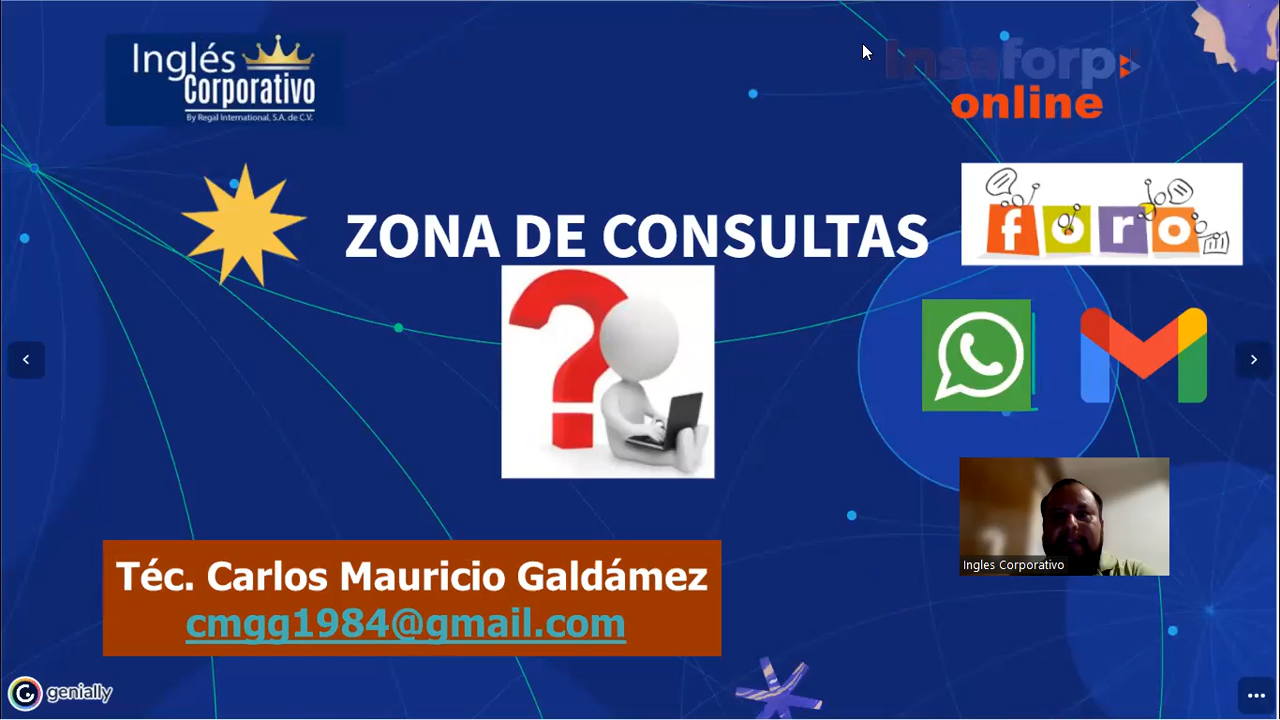 Inglés
Corporativo
By Regal International, S.A. de C.V.
Insaforp
online
ZONA DE CONSULTAS
foro
Téc. Carlos Mauricio Galdámez
cmgg1984@gmail.com
Ingles Corporativo
genially